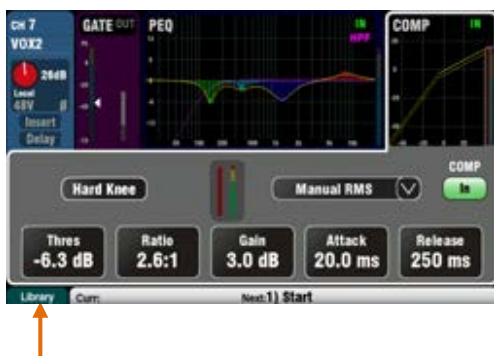 CH 7
VOX2
GATE OUT
PEQ
IN
HPF
COMP IN
26dB
Local
48V ø
Insert
Delay
COMP
Hard Knee
Manual RMS
In
Thres
-6.3 dB
Ratio
2.6:1
Gain
3.0 dB
Attack
20.0 ms
Release
250 ms
Library
Curr:
Next:1) Start